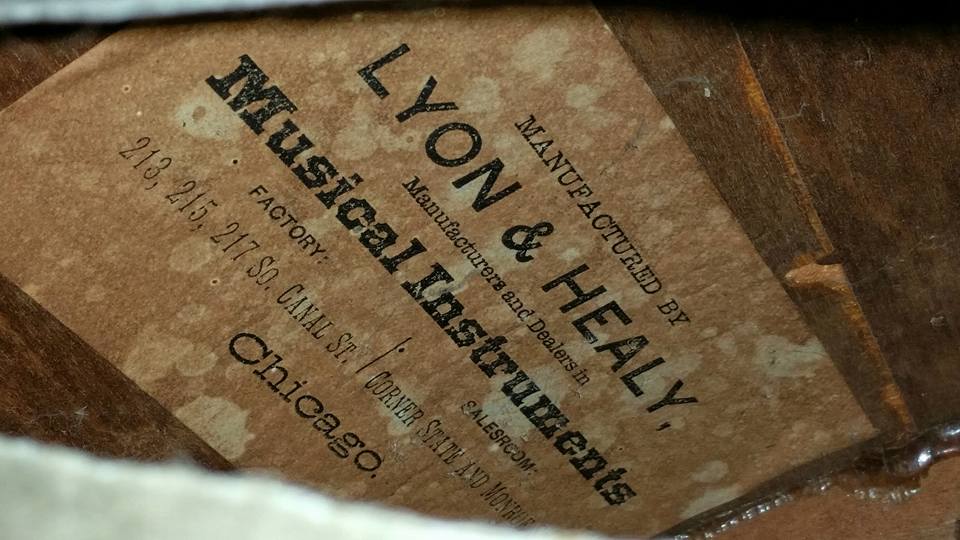 MANUFACTURED BY
LYON & HEALY,
Manufacturers and Dealers in
Musical Instruments
FACTORY: SALESROOM:
213, 215, 217 So. CANAL ST. / CORNER STATE AND MONROE
Chicago.